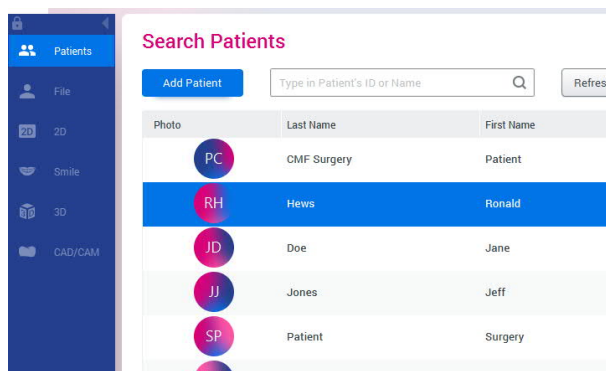 Search Patients
Patients
File
2D 2D
Smile
3D
CAD/CAM
Add Patient
Type in Patient's ID or Name
Refres
Photo Last Name First Name
PC CMF Surgery Patient
RH Hews Ronald
JD Doe Jane
JJ Jones Jeff
SP Patient Surgery